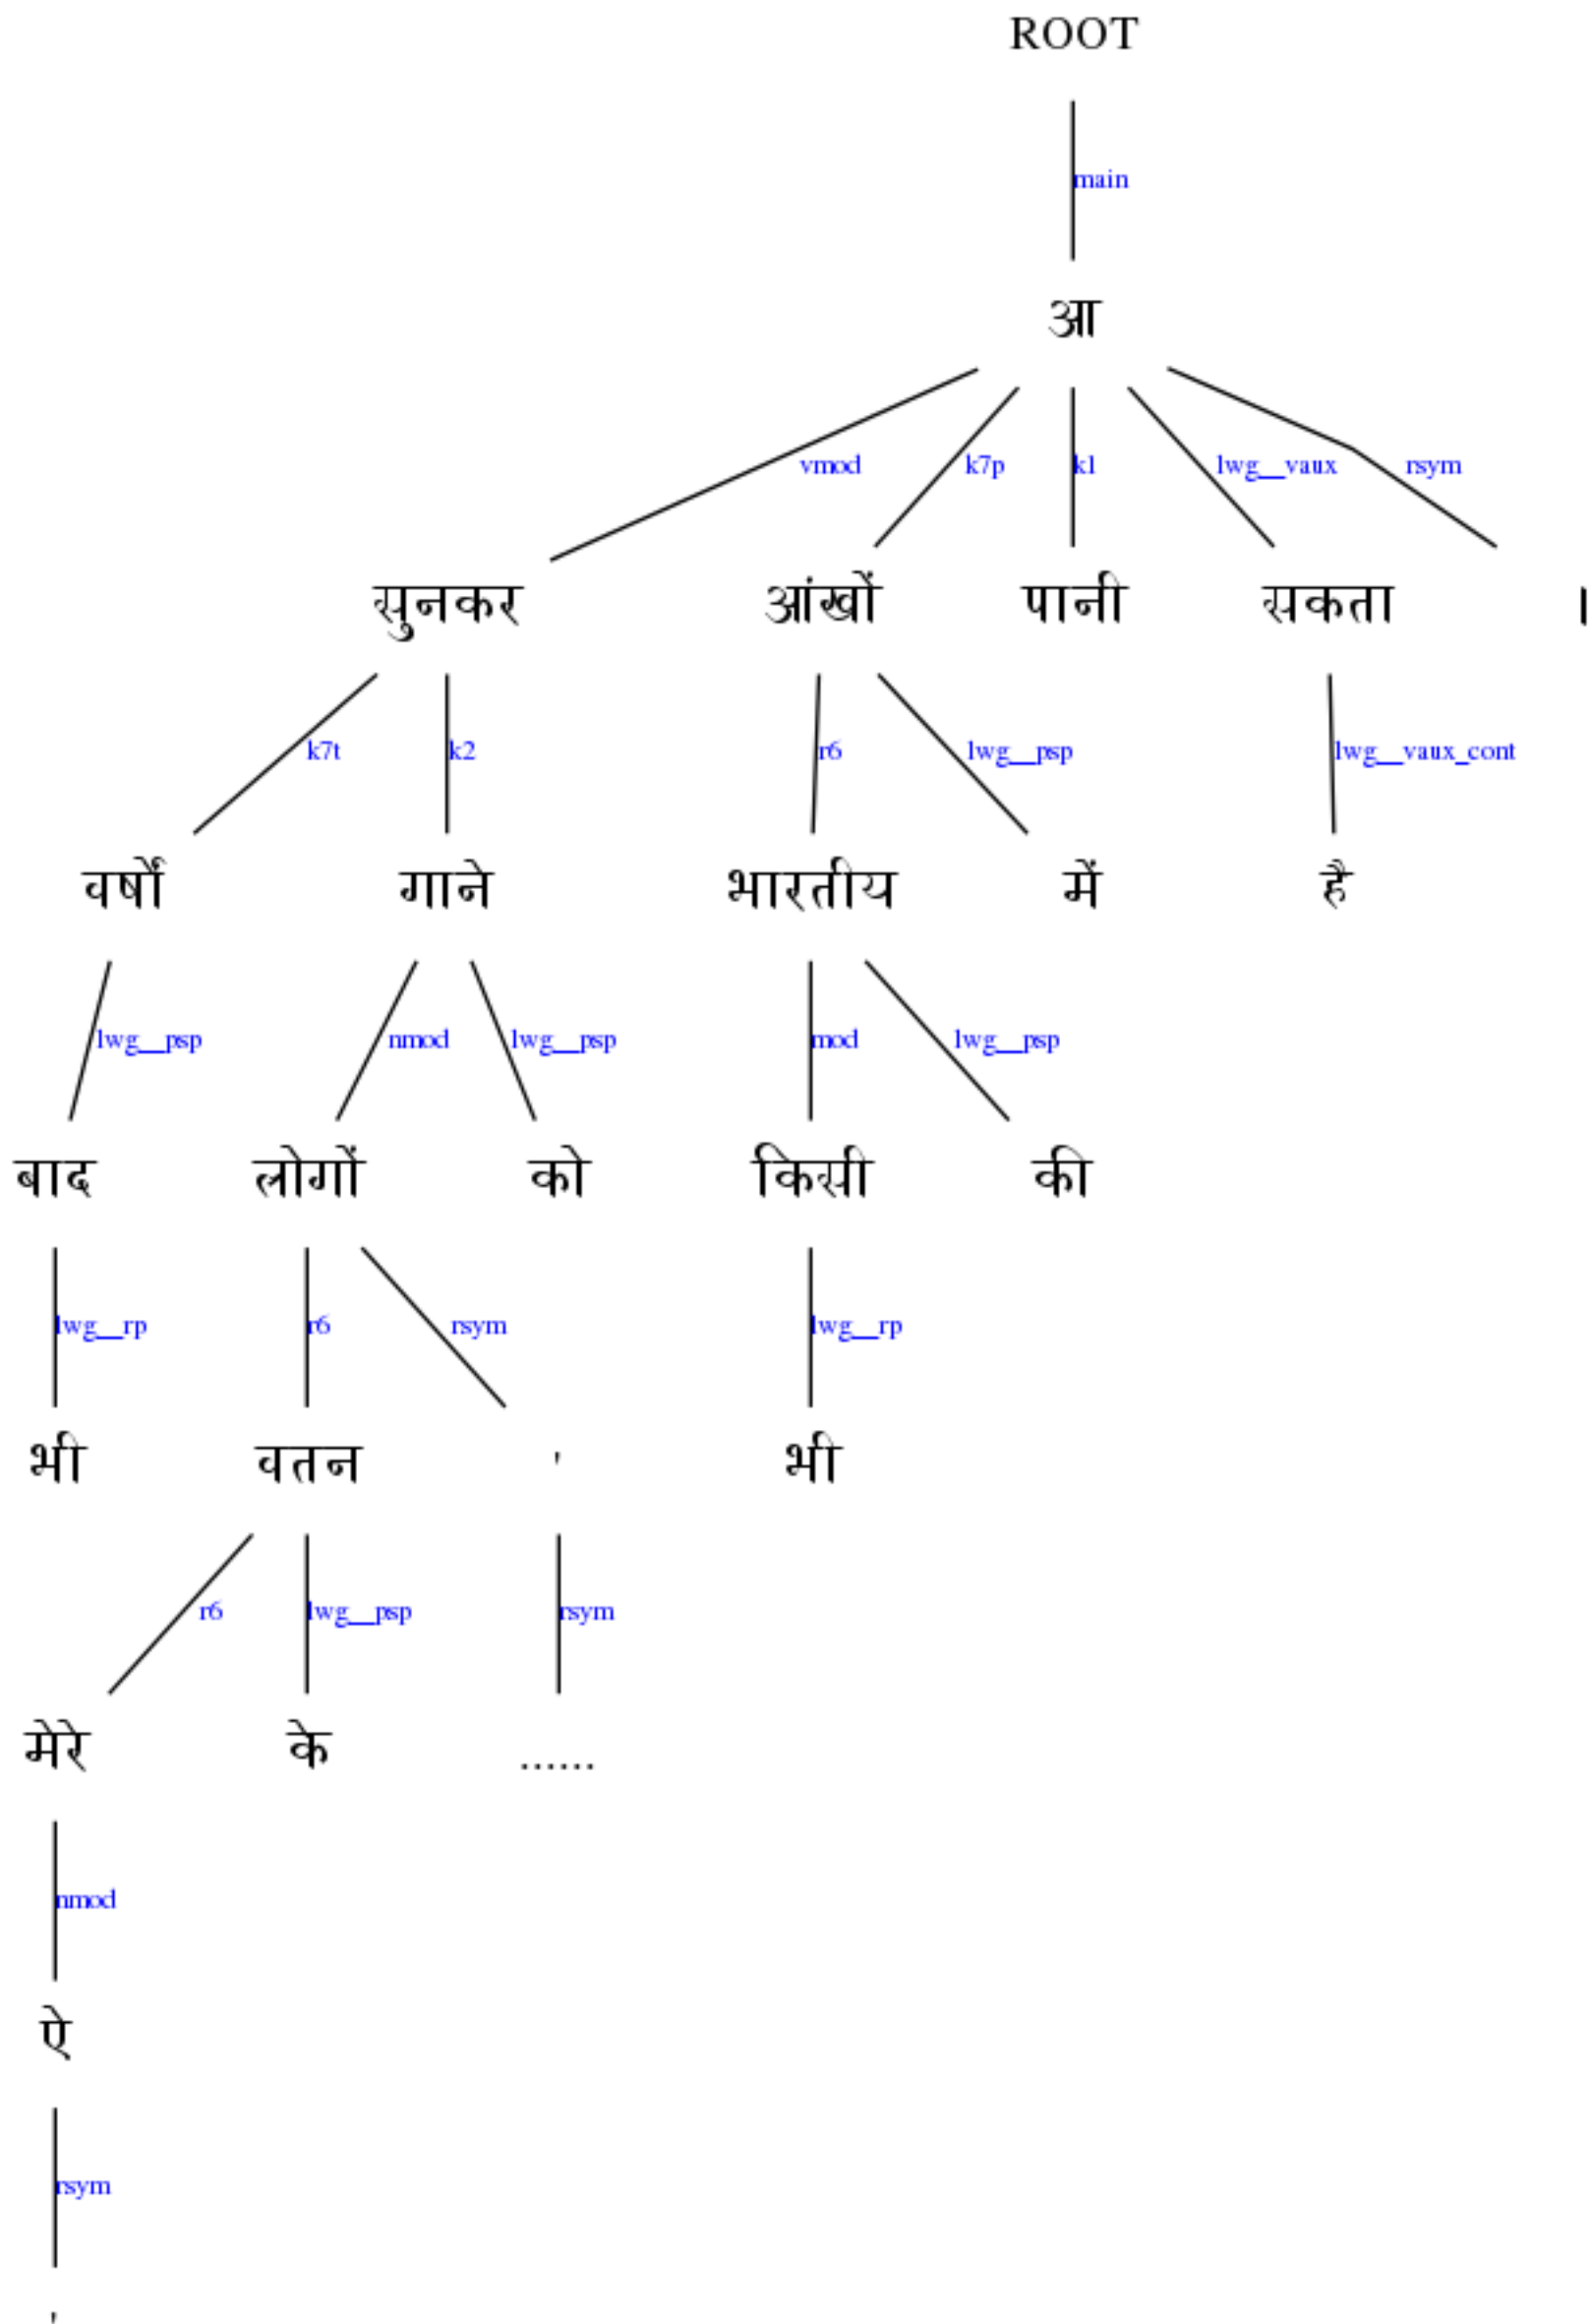 ROOT
main
आ
vmod k7p k1 lwg__vaux rsym
सुनकर आंखों पानी सकता ।
k7t k2 r6 lwg__psp lwg__vaux_cont
वर्षों गाने भारतीय में है
lwg__psp nmod lwg__psp mod lwg__psp
बाद लोगों को किसी की
lwg__rp r6 rsym lwg__rp
भी वतन ' भी
r6 lwg__psp rsym
मेरे के ......
nmod
ऐ
rsym
'